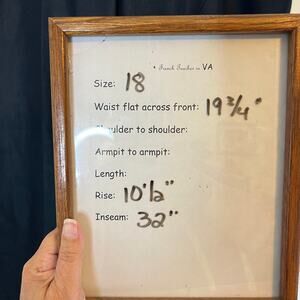 French Teacher in VA
Size: 18
Waist flat across front: 19 3/4"
Shoulder to shoulder:
Armpit to armpit:
Length:
Rise: 10 1/2"
Inseam: 32"